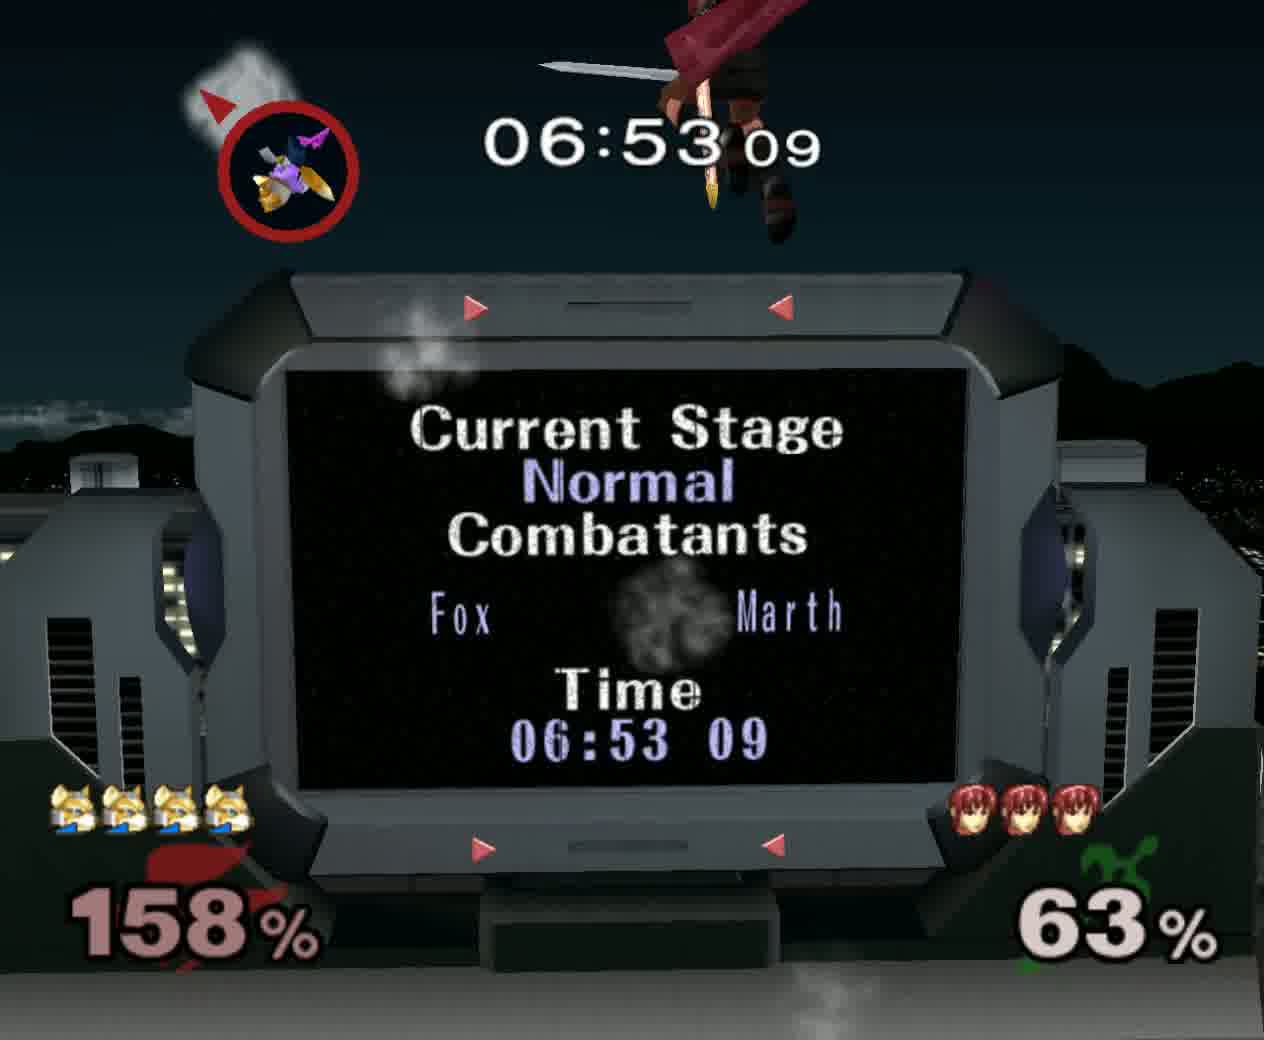 06:53 09
Current Stage
Normal
Combatants
Fox Marth
Time
06:53 09
158% 63%